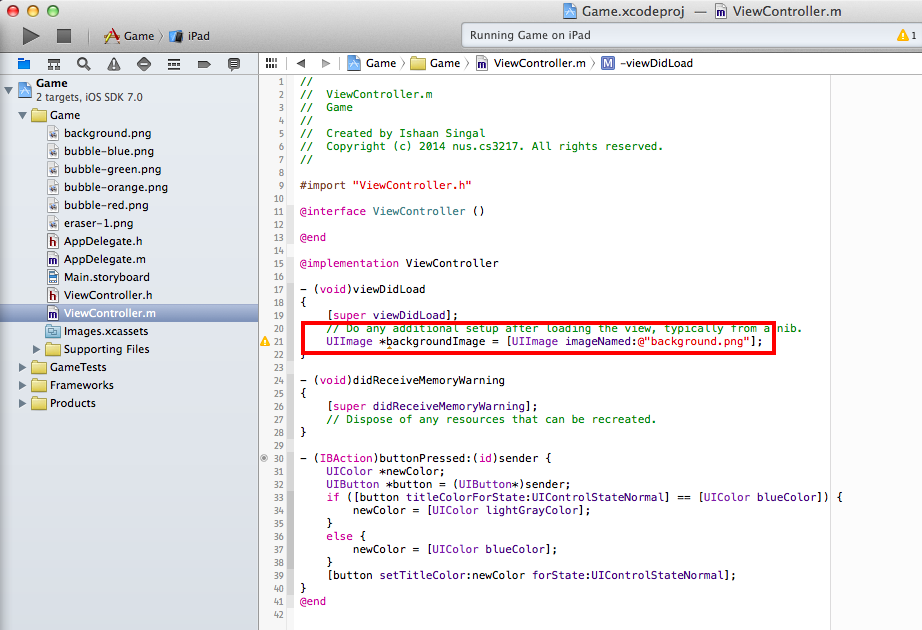 Game.xcodeproj — ViewController.m
Game iPad
Running Game on iPad
1
Game Game ViewController.m M -viewDidLoad
Game
2 targets, iOS SDK 7.0
Game
background.png
bubble-blue.png
bubble-green.png
bubble-orange.png
bubble-red.png
eraser-1.png
h AppDelegate.h
m AppDelegate.m
Main.storyboard
h ViewController.h
m ViewController.m
Images.xcassets
Supporting Files
GameTests
Frameworks
Products
1 //
2 //  ViewController.m
3 //  Game
4 //
5 //  Created by Ishaan Singal
6 //  Copyright (c) 2014 nus.cs3217. All rights reserved.
7 //
8
9 #import "ViewController.h"
10
11 @interface ViewController ()
12
13 @end
14
15 @implementation ViewController
16
17 - (void)viewDidLoad
18 {
19     [super viewDidLoad];
20     // Do any additional setup after loading the view, typically from a nib.
21     UIImage *backgroundImage = [UIImage imageNamed:@"background.png"];
22 }
23
24 - (void)didReceiveMemoryWarning
25 {
26     [super didReceiveMemoryWarning];
27     // Dispose of any resources that can be recreated.
28 }
29
30 - (IBAction)buttonPressed:(id)sender {
31     UIColor *newColor;
32     UIButton *button = (UIButton*)sender;
33     if ([button titleColorForState:UIControlStateNormal] == [UIColor blueColor]) {
34         newColor = [UIColor lightGrayColor];
35     }
36     else {
37         newColor = [UIColor blueColor];
38     }
39     [button setTitleColor:newColor forState:UIControlStateNormal];
40 }
41 @end
42